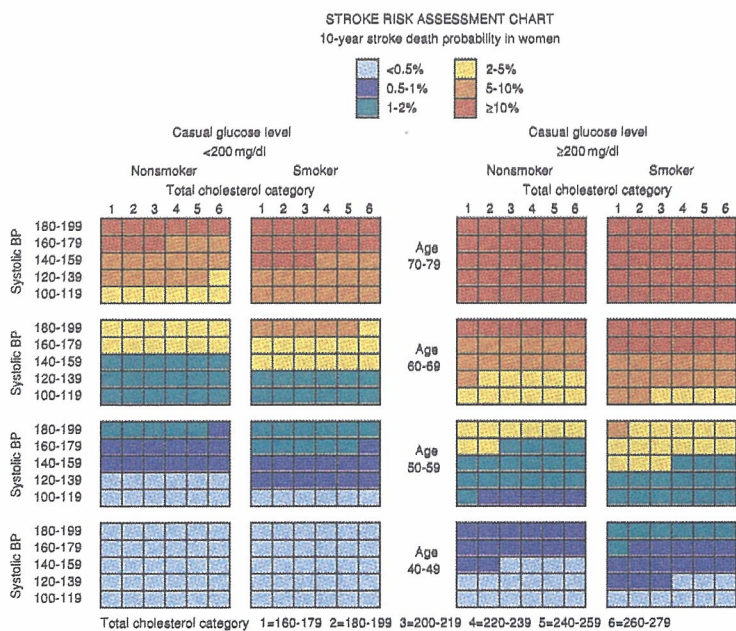 STROKE RISK ASSESSMENT CHART
10-year stroke death probability in women
<0.5% 2-5%
0.5-1% 5-10%
1-2% ≥10%
Casual glucose level Casual glucose level
<200 mg/dl ≥200 mg/dl
Nonsmoker Smoker Nonsmoker Smoker
Total cholesterol category Total cholesterol category
1 2 3 4 5 6 1 2 3 4 5 6 1 2 3 4 5 6 1 2 3 4 5 6
Systolic BP
180-199
160-179
140-159
120-139
100-119
Age
70-79
Systolic BP
180-199
160-179
140-159
120-139
100-119
Age
60-69
Systolic BP
180-199
160-179
140-159
120-139
100-119
Age
50-59
Systolic BP
180-199
160-179
140-159
120-139
100-119
Age
40-49
Total cholesterol category 1=160-179 2=180-199 3=200-219 4=220-239 5=240-259 6=260-279